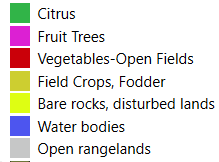 Citrus
Fruit Trees
Vegetables-Open Fields
Field Crops, Fodder
Bare rocks, disturbed lands
Water bodies
Open rangelands